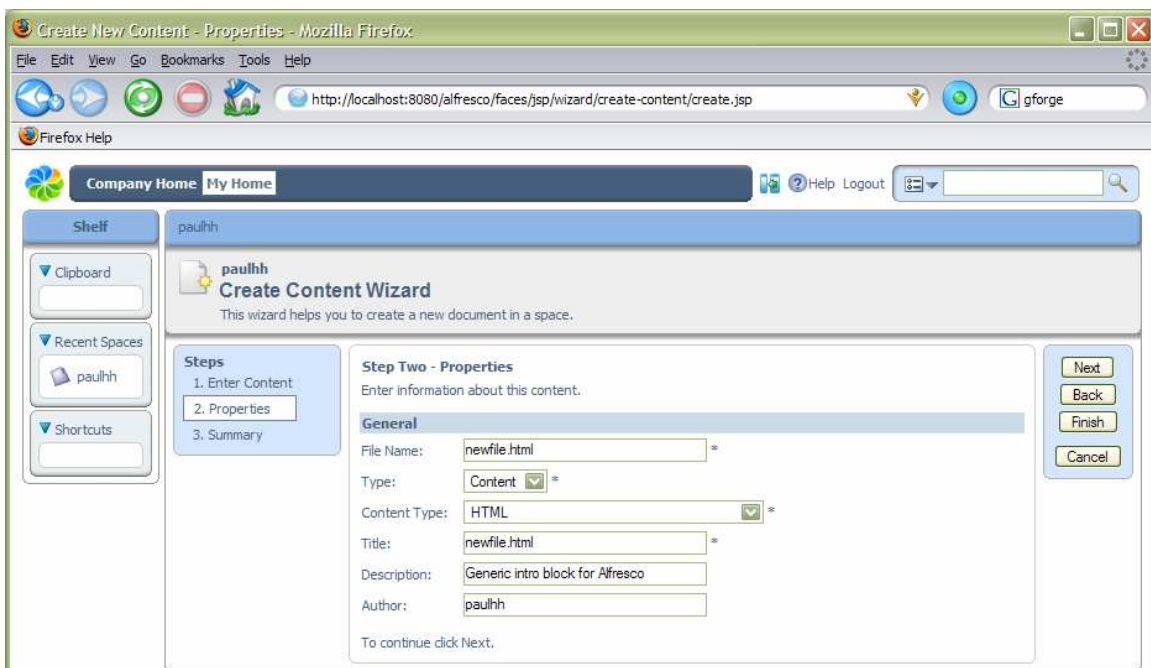 Create New Content - Properties - Mozilla Firefox
File Edit View Go Bookmarks Tools Help
http://localhost:8080/alfresco/faces/jsp/wizard/create-content/create.jsp
G gforge
Firefox Help
Company Home My Home
Help Logout
Shelf
paulhh
Clipboard
Recent Spaces
paulhh
Shortcuts
paulhh
Create Content Wizard
This wizard helps you to create a new document in a space.
Steps
1. Enter Content
2. Properties
3. Summary
Step Two - Properties
Enter information about this content.
General
File Name: newfile.html *
Type: Content *
Content Type: HTML *
Title: newfile.html *
Description: Generic intro block for Alfresco
Author: paulhh
To continue click Next.
Next
Back
Finish
Cancel